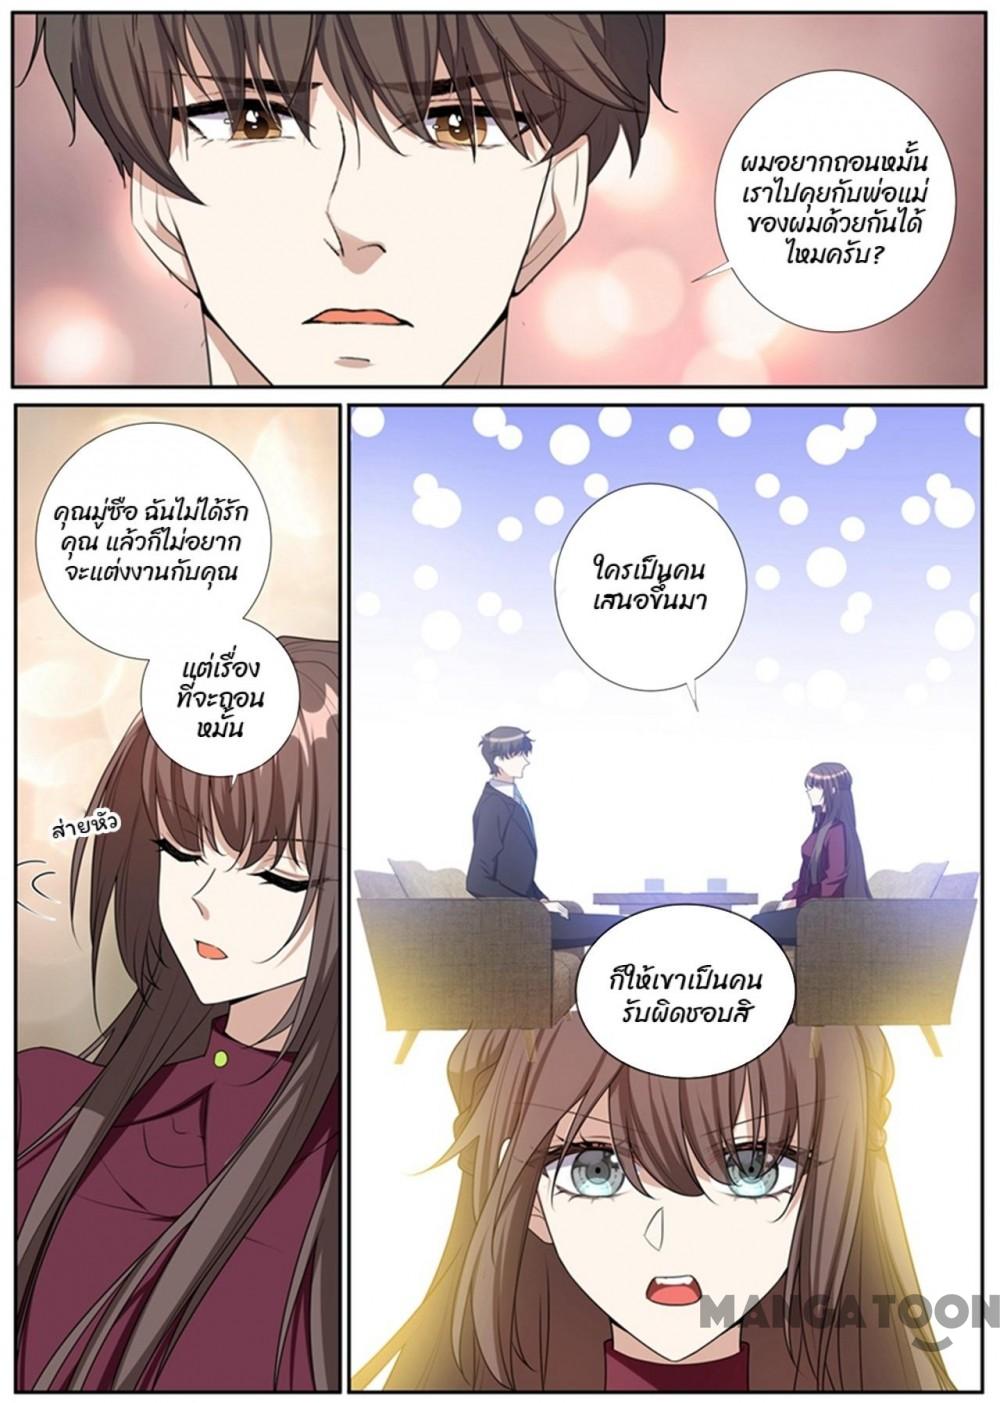 ผมอยากถอนหมั้น
เราไปคุยกับพ่อแม่
ของผมด้วยกันได้
ไหมครับ?
คุณมู่ซือ ฉันไม่ได้รัก
คุณ แล้วก็ไม่อยาก
จะแต่งงานกับคุณ
แต่เรื่อง
ที่จะถอน
หมั้น
ส่ายหัว
ใครเป็นคน
เสนอขึ้นมา
ก็ให้เขาเป็นคน
รับผิดชอบสิ
MANGATOON